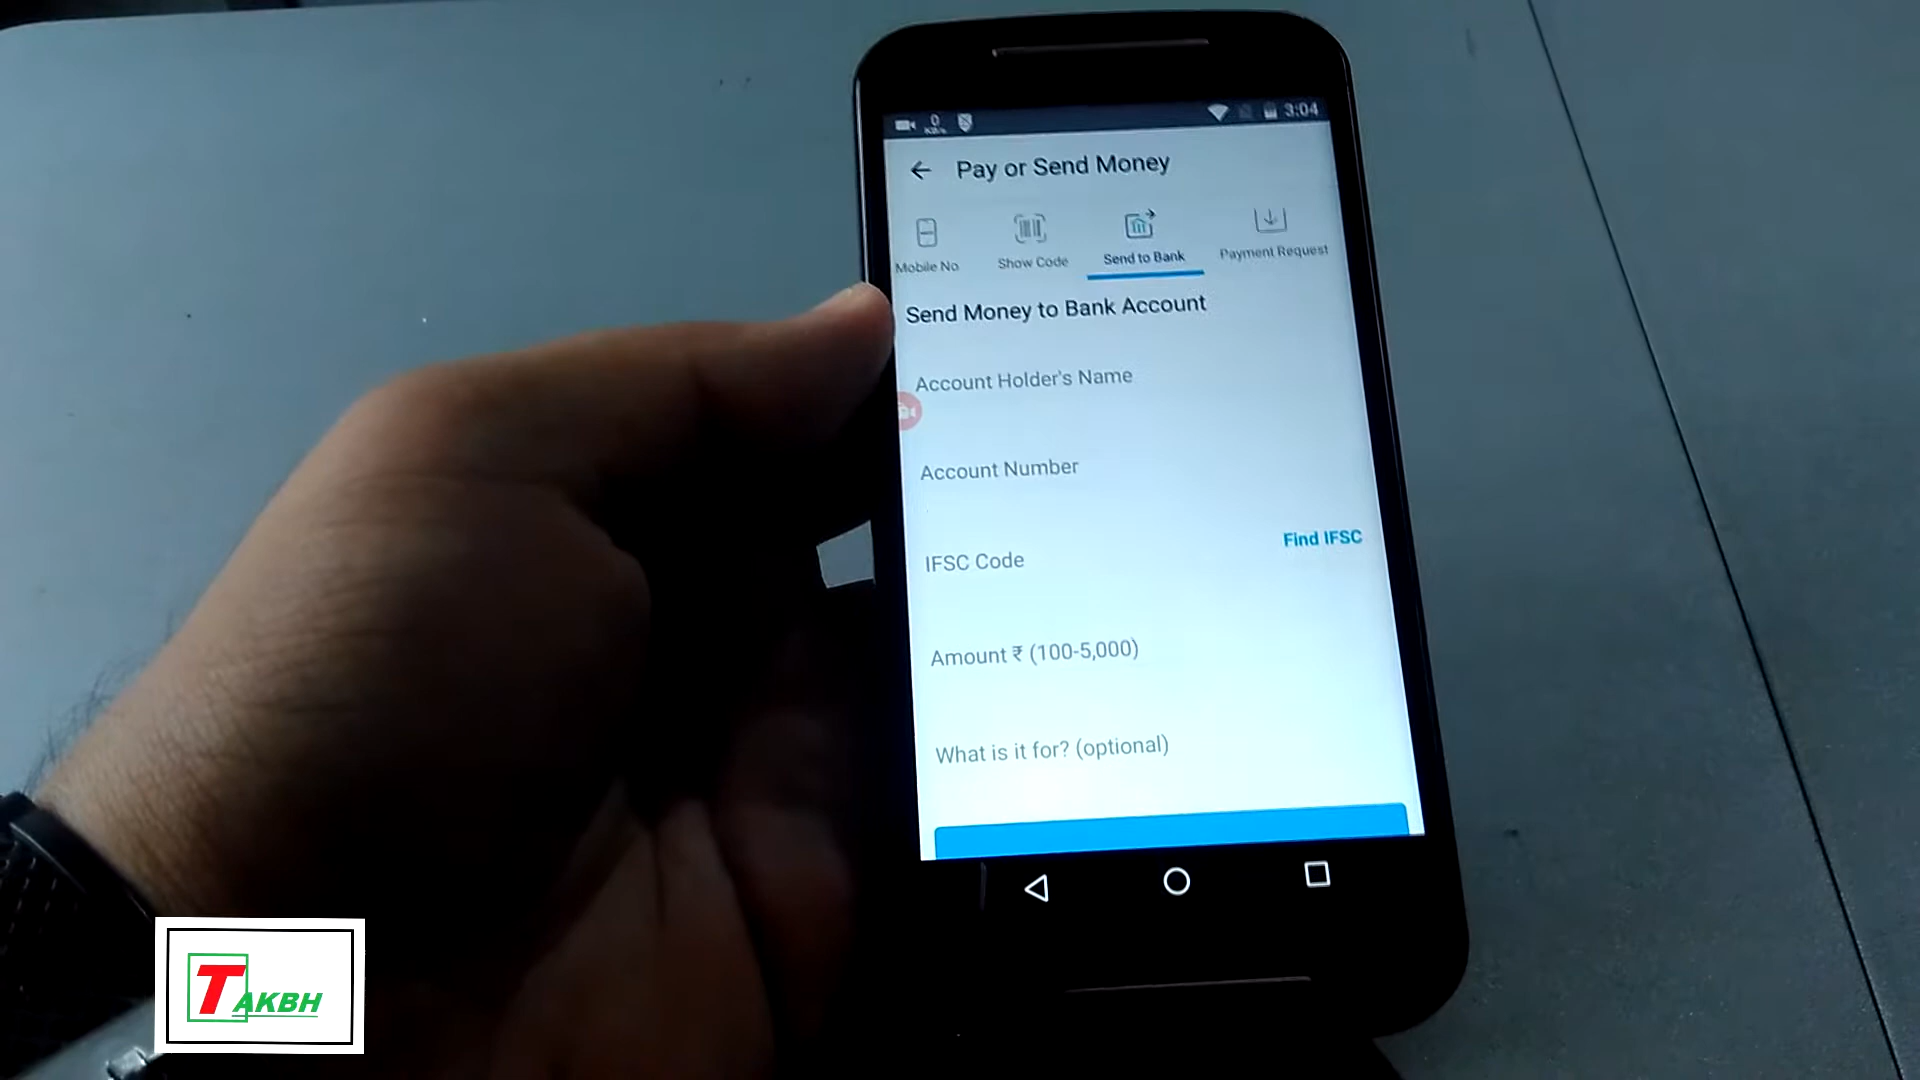 0
KB/s
3:04
Pay or Send Money
Mobile No
Show Code
Send to Bank
Payment Request
Send Money to Bank Account
Account Holder's Name
Account Number
IFSC Code
Find IFSC
Amount ₹ (100-5,000)
What is it for? (optional)
TAKBH